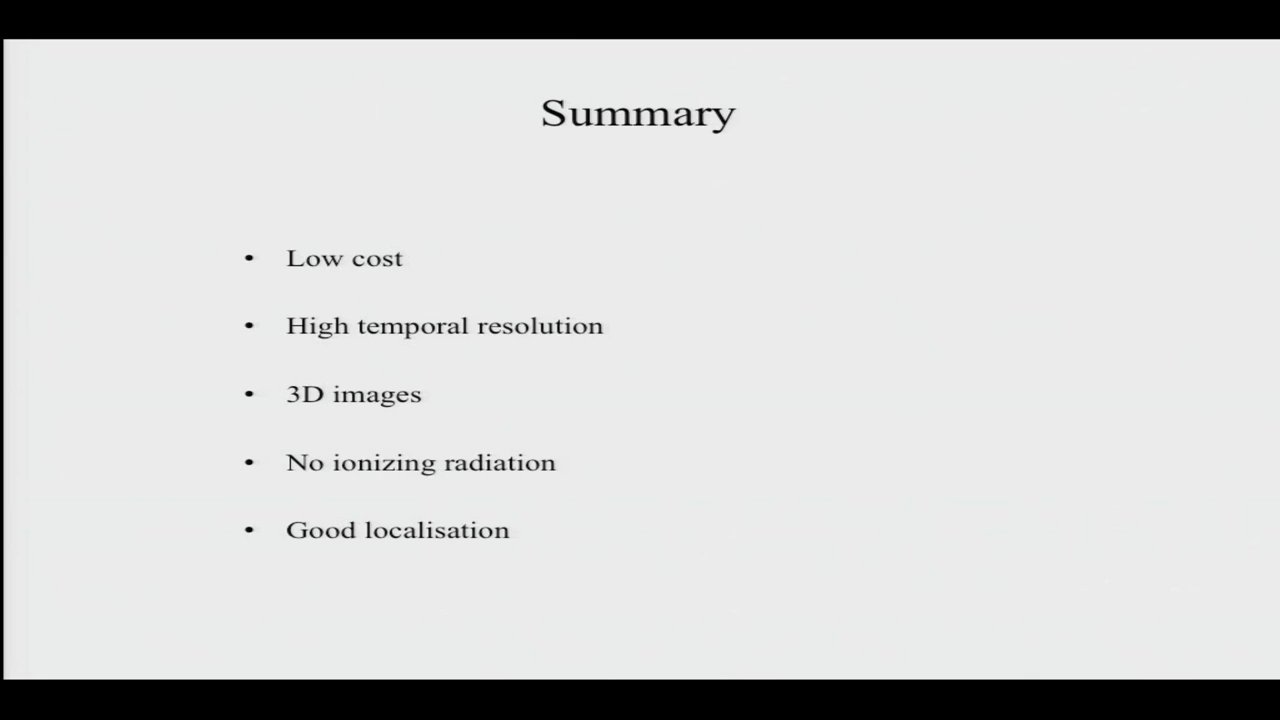 Summary
• Low cost
• High temporal resolution
• 3D images
• No ionizing radiation
• Good localisation